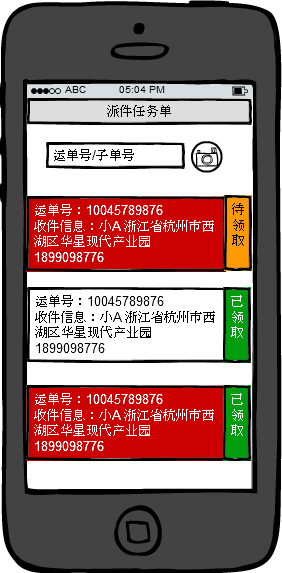 ABC 05:04 PM
派件任务单
运单号/子单号
运单号：10045789876
收件信息：小A 浙江省杭州市西
湖区华星现代产业园
1899098776
待领取
运单号：10045789876
收件信息：小A 浙江省杭州市西
湖区华星现代产业园
1899098776
已领取
运单号：10045789876
收件信息：小A 浙江省杭州市西
湖区华星现代产业园
1899098776
已领取